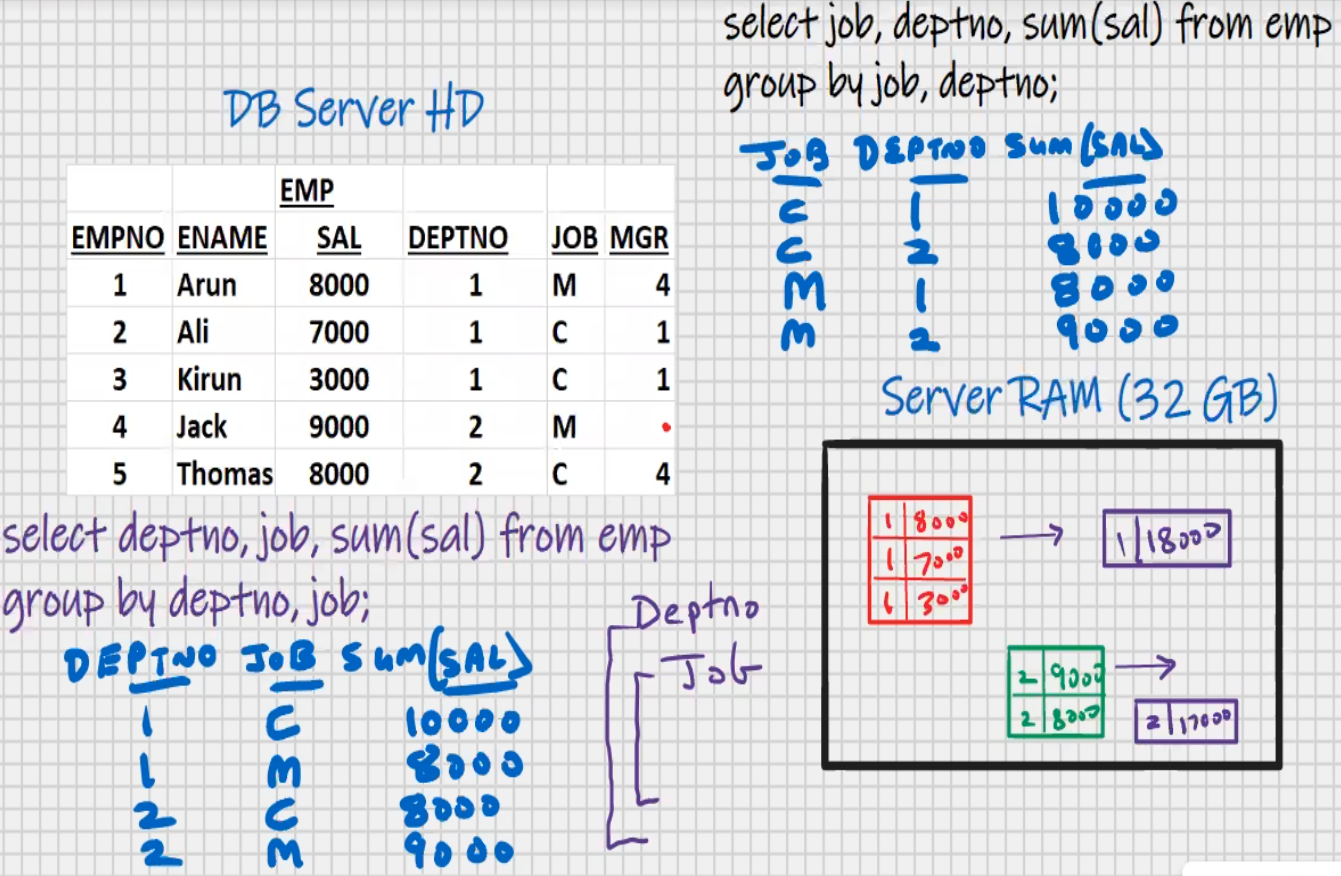 DB Server HD
EMP
EMPNO ENAME SAL DEPTNO JOB MGR
1 Arun 8000 1 M 4
2 Ali 7000 1 C 1
3 Kirun 3000 1 C 1
4 Jack 9000 2 M
5 Thomas 8000 2 C 4
select deptno, job, sum(sal) from emp
group by deptno, job;
DEPTNO JOB SUM(SAL)
1 C 10000
1 M 8000
2 C 8000
2 M 9000
Deptno
Job
select job, deptno, sum(sal) from emp
group by job, deptno;
JOB DEPTNO SUM(SAL)
C 1 10000
C 2 8000
M 1 8000
M 2 9000
Server RAM (32 GB)
1 8000
1 7000
1 3000
1 18000
2 9000
2 8000
2 17000